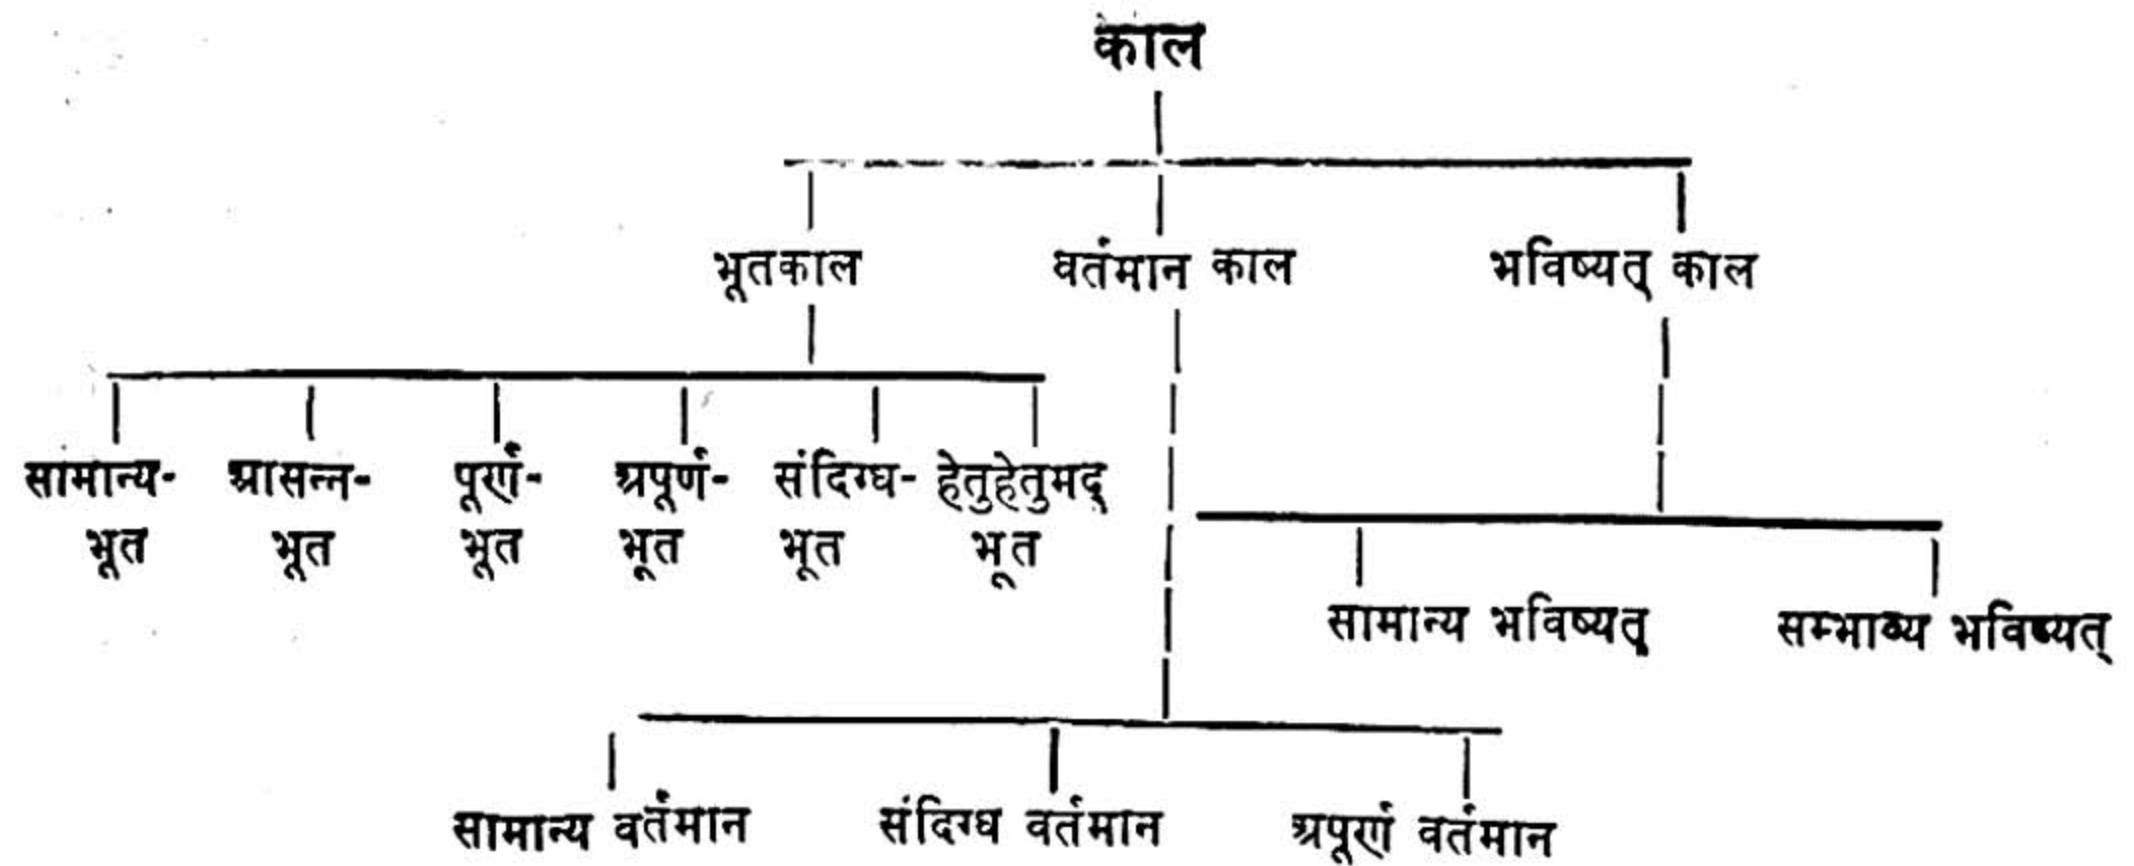 काल
भूतकाल वर्तमान काल भविष्यत् काल
सामान्य- आसन्न- पूर्ण- अपूर्ण- संदिग्ध- हेतुहेतुमद्
भूत भूत भूत भूत भूत भूत
सामान्य भविष्यत् सम्भाव्य भविष्यत्
सामान्य वर्तमान संदिग्ध वर्तमान अपूर्ण वर्तमान